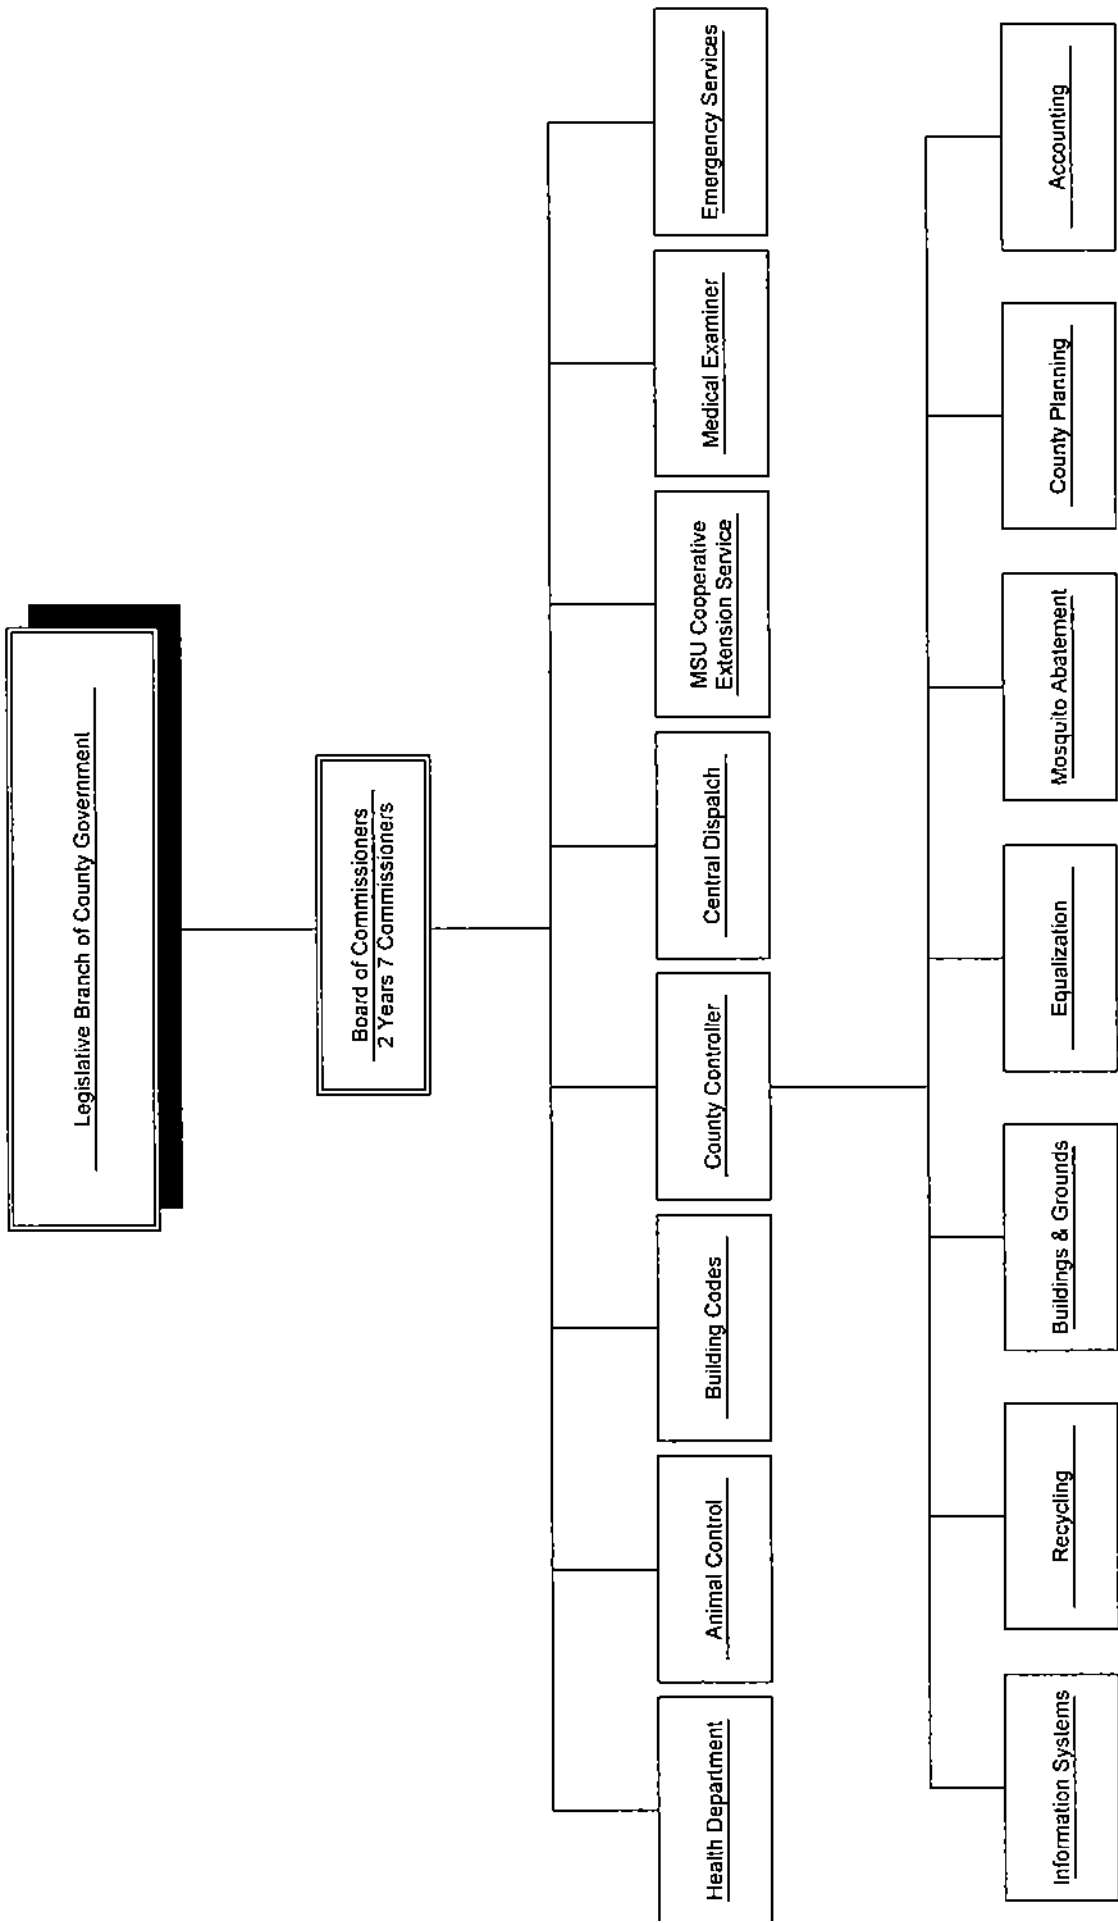 Legislative Branch of County Government
Board of Commissioners
2 Years 7 Commissioners
Health Department
Animal Control
Building Codes
County Controller
Central Dispatch
MSU Cooperative
Extension Service
Medical Examiner
Emergency Services
Information Systems
Recycling
Buildings & Grounds
Equalization
Mosquito Abatement
County Planning
Accounting